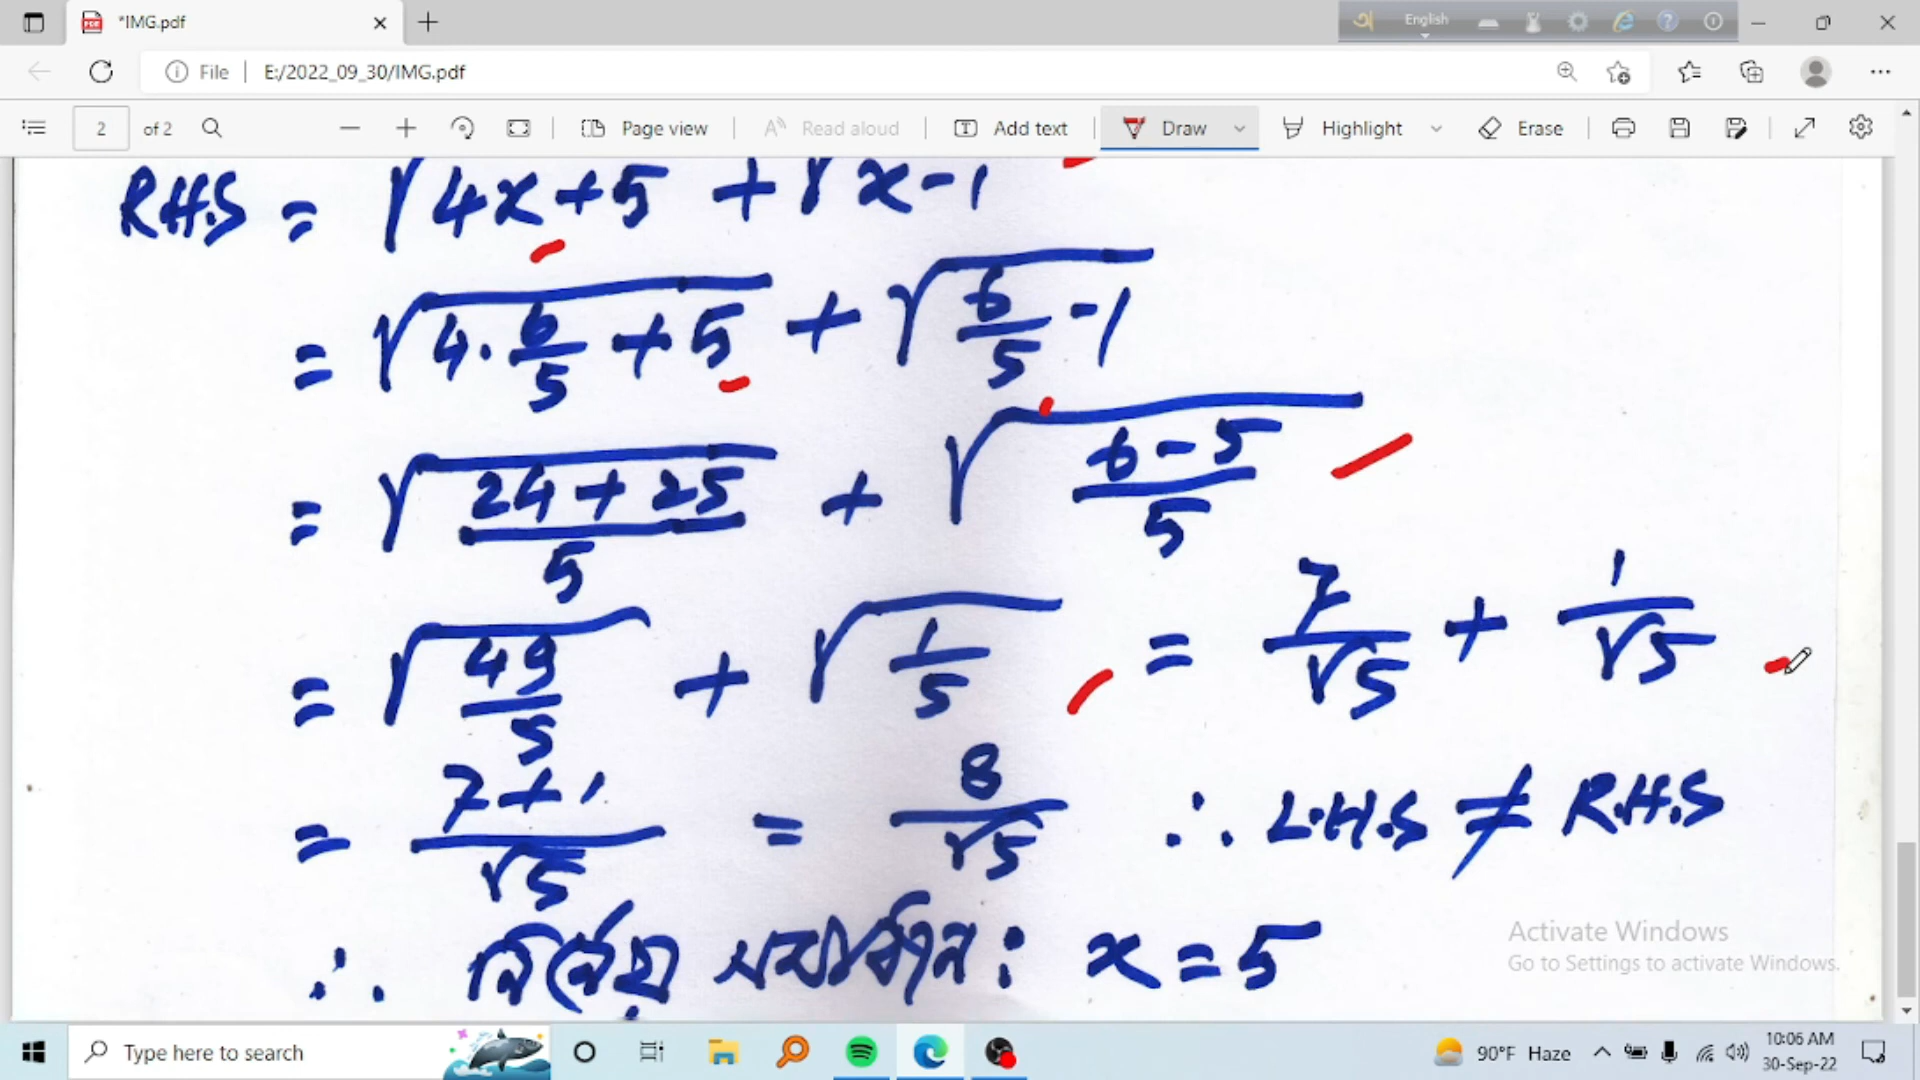 *IMG.pdf
অ English
File E:/2022_09_30/IMG.pdf
2 of 2 Page view Read aloud Add text Draw Highlight Erase
R.H.S = √4x+5 + √x-1
= √(4·6/5+5) + √(6/5-1)
= √((24+25)/5) + √((6-5)/5)
= √(49/5) + √(1/5) = 7/√5 + 1/√5
= (7+1)/√5 = 8/√5 ∴ L.H.S ≠ R.H.S
∴ নির্ণেয় সমাধান: x=5
Activate Windows
Go to Settings to activate Windows.
Type here to search
90°F Haze
10:06 AM
30-Sep-22